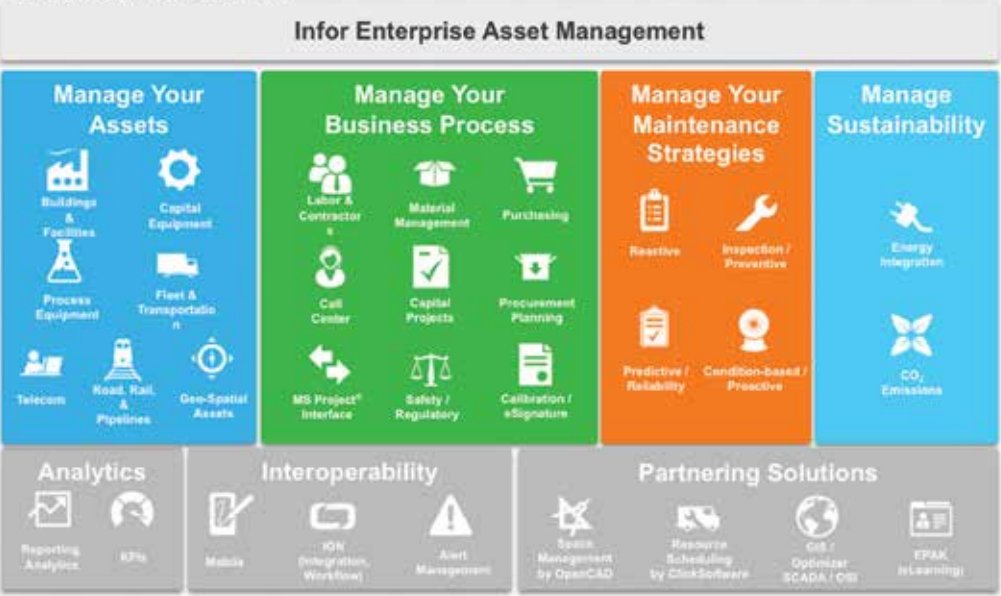 Infor Enterprise Asset Management
Manage Your
Assets
Buildings
&
Facilities
Capital
Equipment
Process
Equipment
Fleet &
Transportatio
n
Telecom
Road, Rail,
&
Pipelines
Geo-Spatial
Assets
Manage Your
Business Process
Labor &
Contractor
s
Material
Management
Purchasing
Call
Center
Capital
Projects
Procurement
Planning
MS Project®
Interface
Safety /
Regulatory
Calibration /
eSignature
Manage Your
Maintenance
Strategies
Reactive
Inspection /
Preventive
Predictive /
Reliability
Condition-based /
Proactive
Manage
Sustainability
Energy
Integration
CO₂
Emissions
Analytics
Reporting
Analytics
KPIs
Interoperability
Mobile
ION
(Integration,
Workflow)
Alert
Management
Partnering Solutions
Space
Management
by OpenCAD
Resource
Scheduling
by ClickSoftware
GIS /
Optimizer
SCADA / OSI
EPAK
(eLearning)